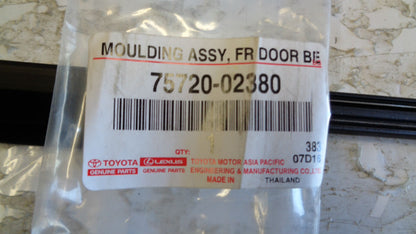 MOULDING ASSY, FR DOOR BE
75720-02380
QTY:
383
07D16
TOYOTA GENUINE PARTS
LEXUS GENUINE PARTS
TOYOTA MOTOR ASIA PACIFIC
ENGINEERING & MANUFACTURING CO.,LTD.
MADE IN THAILAND